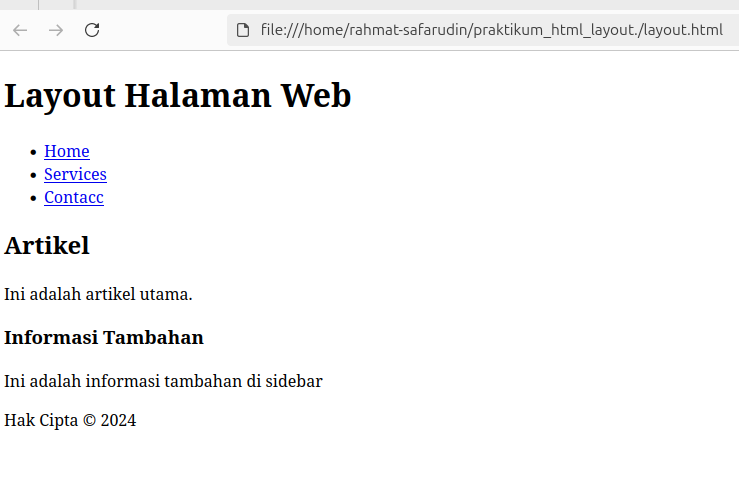 file:///home/rahmat-safarudin/praktikum_html_layout./layout.html
Layout Halaman Web
Home
Services
Contacc
Artikel
Ini adalah artikel utama.
Informasi Tambahan
Ini adalah informasi tambahan di sidebar
Hak Cipta © 2024